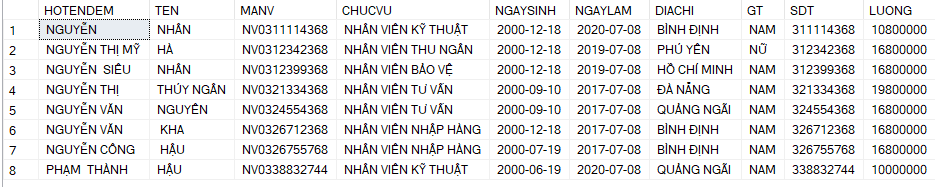 HOTENDEM TEN MANV CHUCVU NGAYSINH NGAYLAM DIACHI GT SDT LUONG
1 NGUYỄN NHÂN NV0311114368 NHÂN VIÊN KỸ THUẬT 2000-12-18 2020-07-08 BÌNH ĐỊNH NAM 311114368 10800000
2 NGUYỄN THỊ MỸ HÀ NV0312342368 NHÂN VIÊN THU NGÂN 2000-12-18 2019-07-08 PHÚ YÊN NỮ 312342368 16800000
3 NGUYỄN SIÊU NHÂN NV0312399368 NHÂN VIÊN BẢO VỆ 2000-12-18 2019-07-08 HỒ CHÍ MINH NAM 312399368 16800000
4 NGUYỄN THỊ THÚY NGÂN NV0321334368 NHÂN VIÊN TƯ VẤN 2000-09-10 2017-07-08 ĐÀ NẴNG NAM 321334368 19800000
5 NGUYỄN VĂN NGUYÊN NV0324554368 NHÂN VIÊN TƯ VẤN 2000-09-10 2017-07-08 QUẢNG NGÃI NAM 324554368 16800000
6 NGUYỄN VĂN KHA NV0326712368 NHÂN VIÊN NHẬP HÀNG 2000-12-18 2017-07-08 BÌNH ĐỊNH NAM 326712368 16800000
7 NGUYỄN CÔNG HẬU NV0326755768 NHÂN VIÊN NHẬP HÀNG 2000-07-19 2017-07-08 BÌNH ĐỊNH NAM 326755768 16800000
8 PHẠM THÀNH HẬU NV0338832744 NHÂN VIÊN KỸ THUẬT 2000-06-19 2020-07-08 QUẢNG NGÃI NAM 338832744 10000000